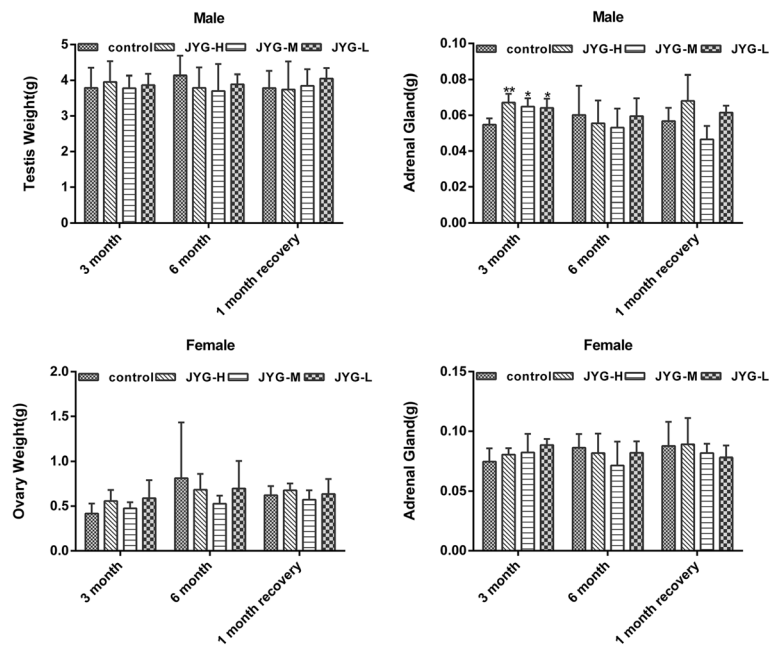 Male
control JYG-H JYG-M JYG-L
Testis Weight(g)
5
4
3
2
1
0
3 month
6 month
1 month recovery
Male
control JYG-H JYG-M JYG-L
Adrenal Gland(g)
0.10
0.08
0.06
0.04
0.02
0.00
** * *
3 month
6 month
1 month recovery
Female
control JYG-H JYG-M JYG-L
Ovary Weight(g)
2.0
1.5
1.0
0.5
0.0
3 month
6 month
1 month recovery
Female
control JYG-H JYG-M JYG-L
Adrenal Gland(g)
0.15
0.10
0.05
0.00
3 month
6 month
1 month recovery